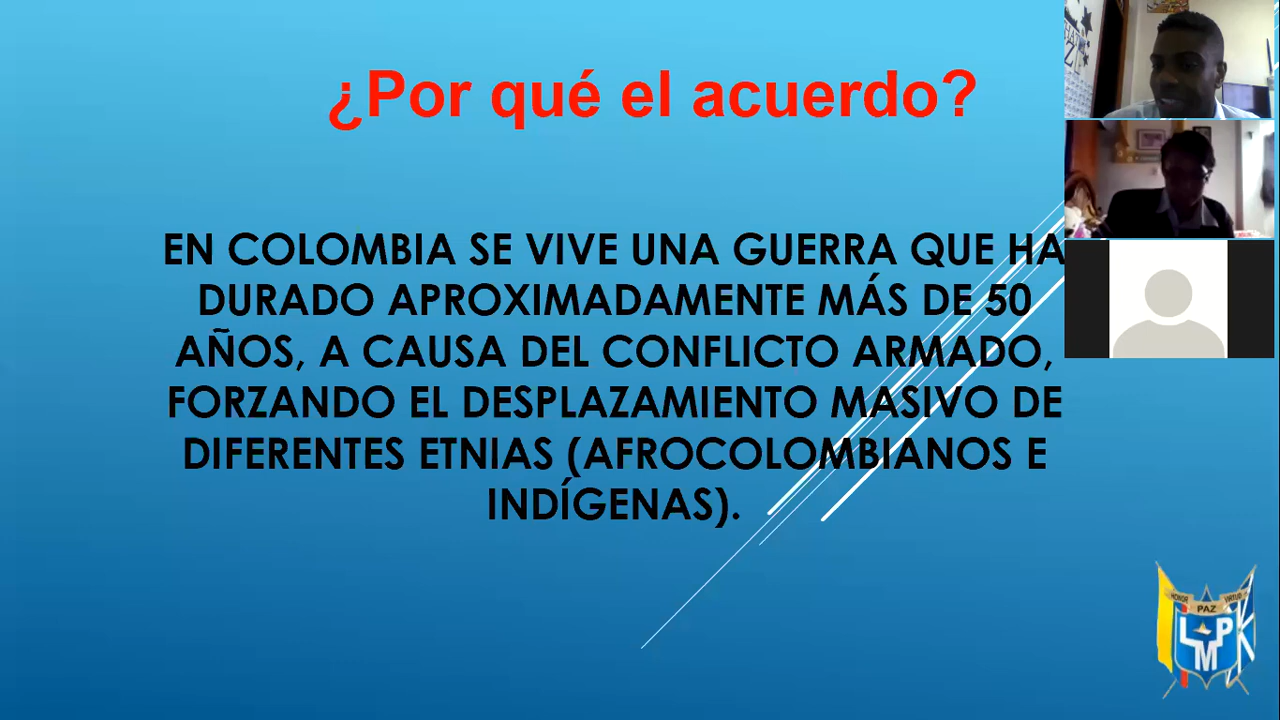 ¿Por qué el acuerdo?
EN COLOMBIA SE VIVE UNA GUERRA QUE HA
DURADO APROXIMADAMENTE MÁS DE 50
AÑOS, A CAUSA DEL CONFLICTO ARMADO,
FORZANDO EL DESPLAZAMIENTO MASIVO DE
DIFERENTES ETNIAS (AFROCOLOMBIANOS E
INDÍGENAS).
HONOR
PAZ
VIRTUD
L P
M